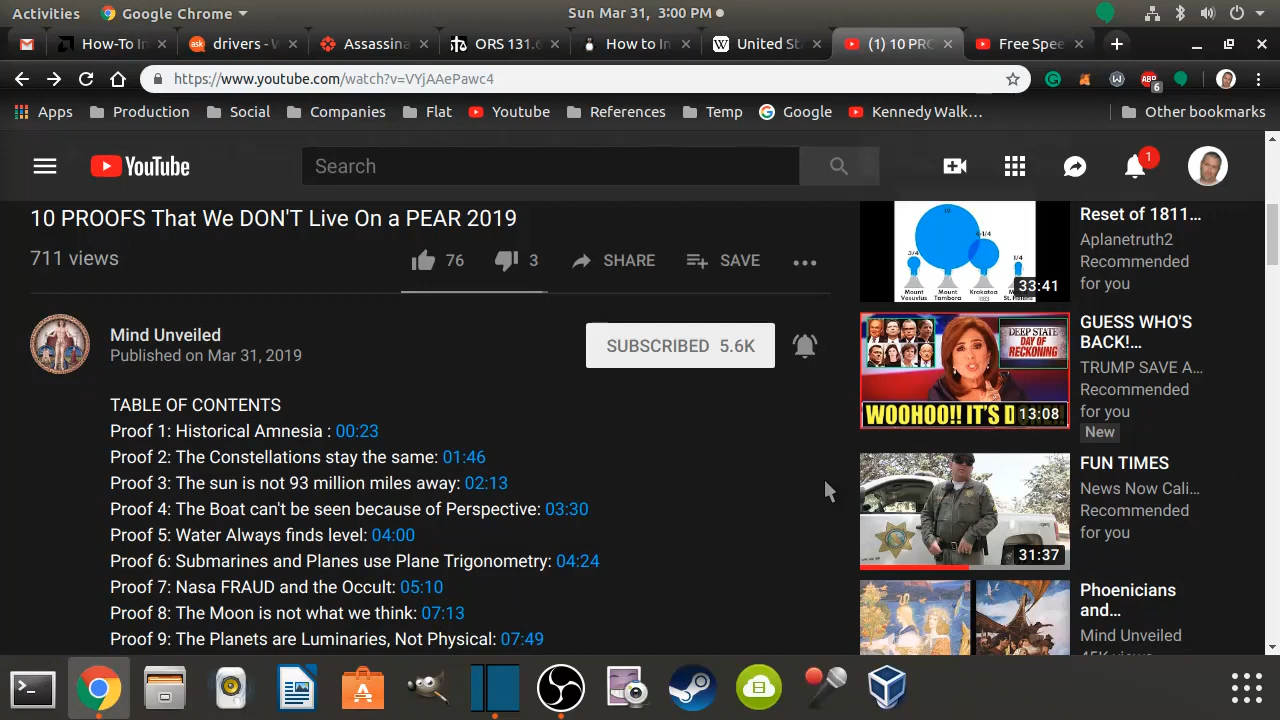 Activities
Google Chrome
Sun Mar 31, 3:00 PM
How-To In
drivers - W
Assassina
ORS 131.6
How to In
United St
(1) 10 PRO
Free Spee
https://www.youtube.com/watch?v=VYjAAePawc4
6
Apps
Production
Social
Companies
Flat
Youtube
References
Temp
Google
Kennedy Walk…
Other bookmarks
YouTube
Search
1
10 PROOFS That We DON'T Live On a PEAR 2019
711 views
76
3
SHARE
SAVE
Mind Unveiled
Published on Mar 31, 2019
SUBSCRIBED 5.6K
TABLE OF CONTENTS
Proof 1: Historical Amnesia : 00:23
Proof 2: The Constellations stay the same: 01:46
Proof 3: The sun is not 93 million miles away: 02:13
Proof 4: The Boat can't be seen because of Perspective: 03:30
Proof 5: Water Always finds level: 04:00
Proof 6: Submarines and Planes use Plane Trigonometry: 04:24
Proof 7: Nasa FRAUD and the Occult: 05:10
Proof 8: The Moon is not what we think: 07:13
Proof 9: The Planets are Luminaries, Not Physical: 07:49
3/4
4-1/4
1/4
Mount Vesuvius
Mount Tambora
Krakatoa 1883
33:41
Reset of 1811…
Aplanetruth2
Recommended
for you
DEEP STATE
DAY OF
RECKONING
WOOHOO!! IT'S D
13:08
GUESS WHO'S
BACK!…
TRUMP SAVE A…
Recommended
for you
New
31:37
FUN TIMES
News Now Cali…
Recommended
for you
Phoenicians
and…
Mind Unveiled